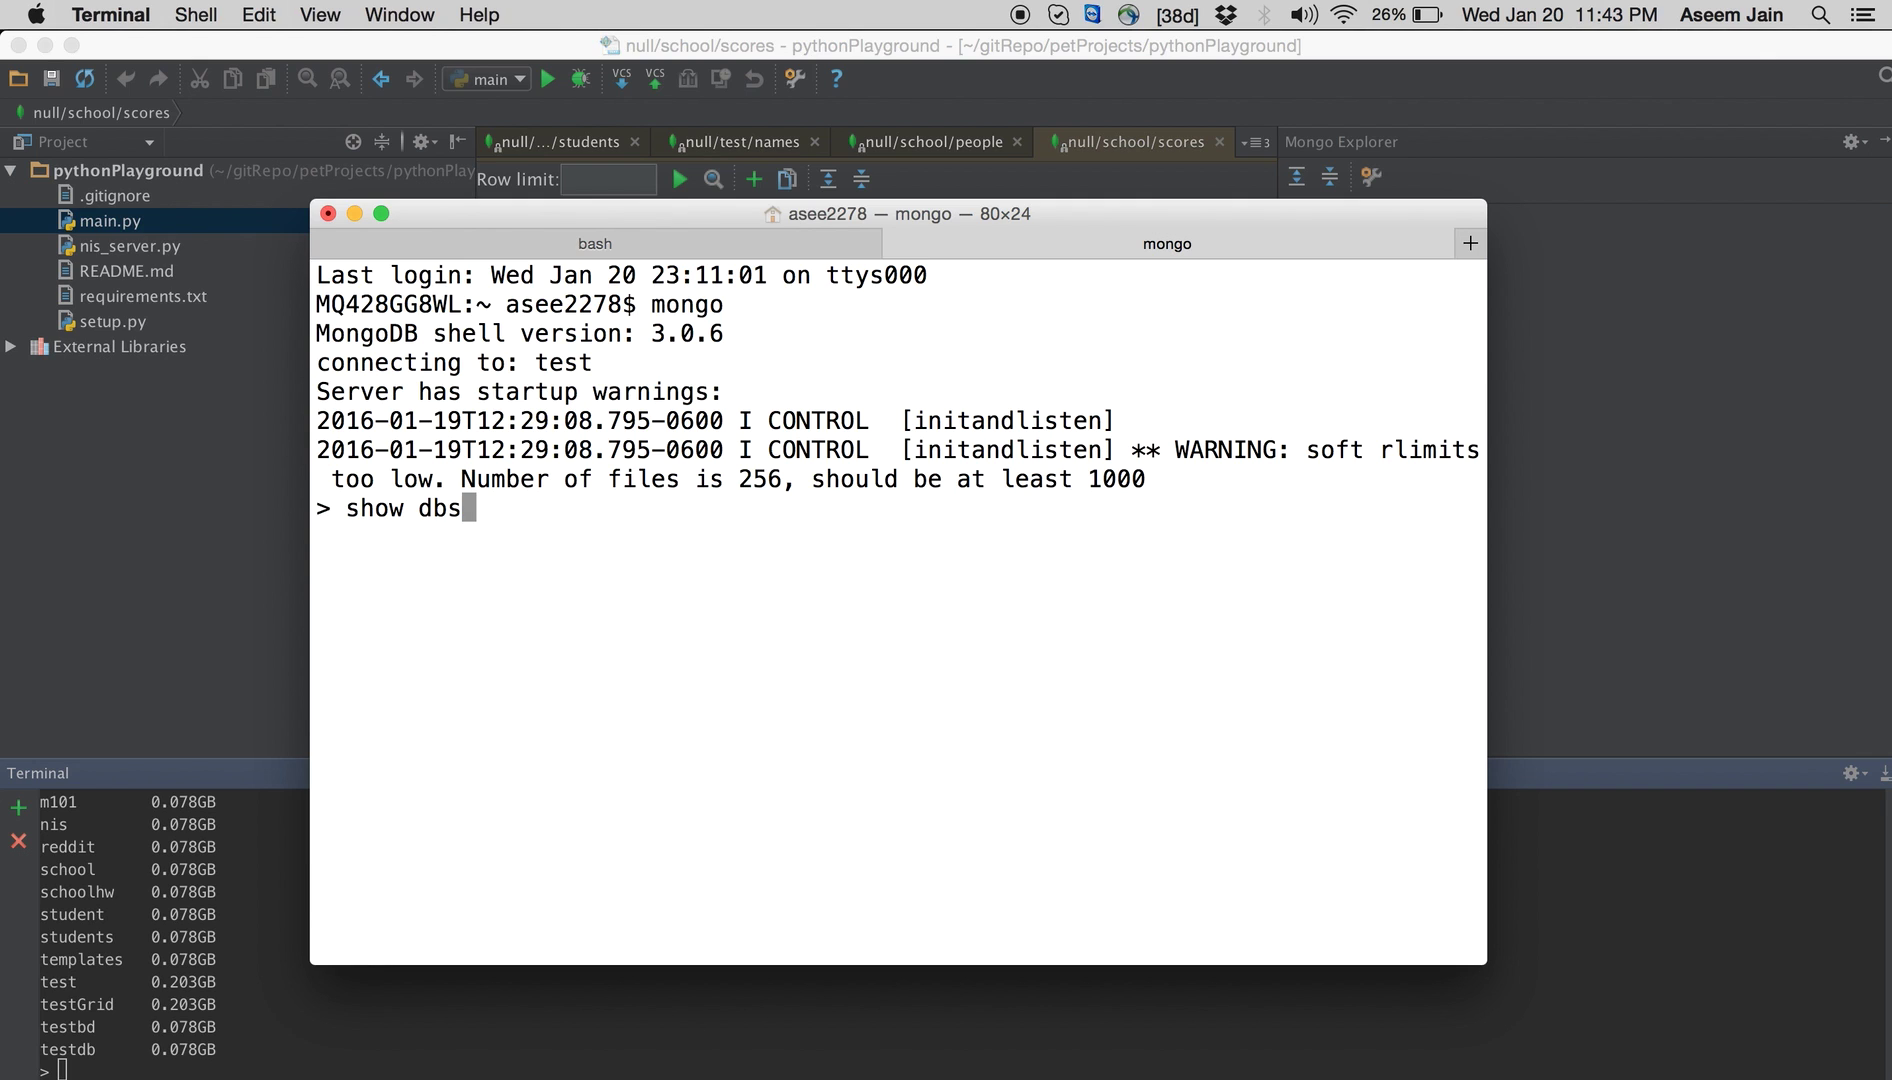 Terminal Shell Edit View Window Help [38d] 26% Wed Jan 20 11:43 PM Aseem Jain
null/school/scores - pythonPlayground - [~/gitRepo/petProjects/pythonPlayground]
main VCS VCS ?
null/school/scores
Project null/.../students null/test/names null/school/people null/school/scores 3 Mongo Explorer
pythonPlayground (~/gitRepo/petProjects/pythonPlay
Row limit:
.gitignore
main.py
nis_server.py
README.md
requirements.txt
setup.py
External Libraries
asee2278 — mongo — 80×24
bash mongo +
Last login: Wed Jan 20 23:11:01 on ttys000
MQ428GG8WL:~ asee2278$ mongo
MongoDB shell version: 3.0.6
connecting to: test
Server has startup warnings:
2016-01-19T12:29:08.795-0600 I CONTROL  [initandlisten]
2016-01-19T12:29:08.795-0600 I CONTROL  [initandlisten] ** WARNING: soft rlimits
too low. Number of files is 256, should be at least 1000
> show dbs
Terminal
m101 0.078GB
nis 0.078GB
reddit 0.078GB
school 0.078GB
schoolhw 0.078GB
student 0.078GB
students 0.078GB
templates 0.078GB
test 0.203GB
testGrid 0.203GB
testbd 0.078GB
testdb 0.078GB
>